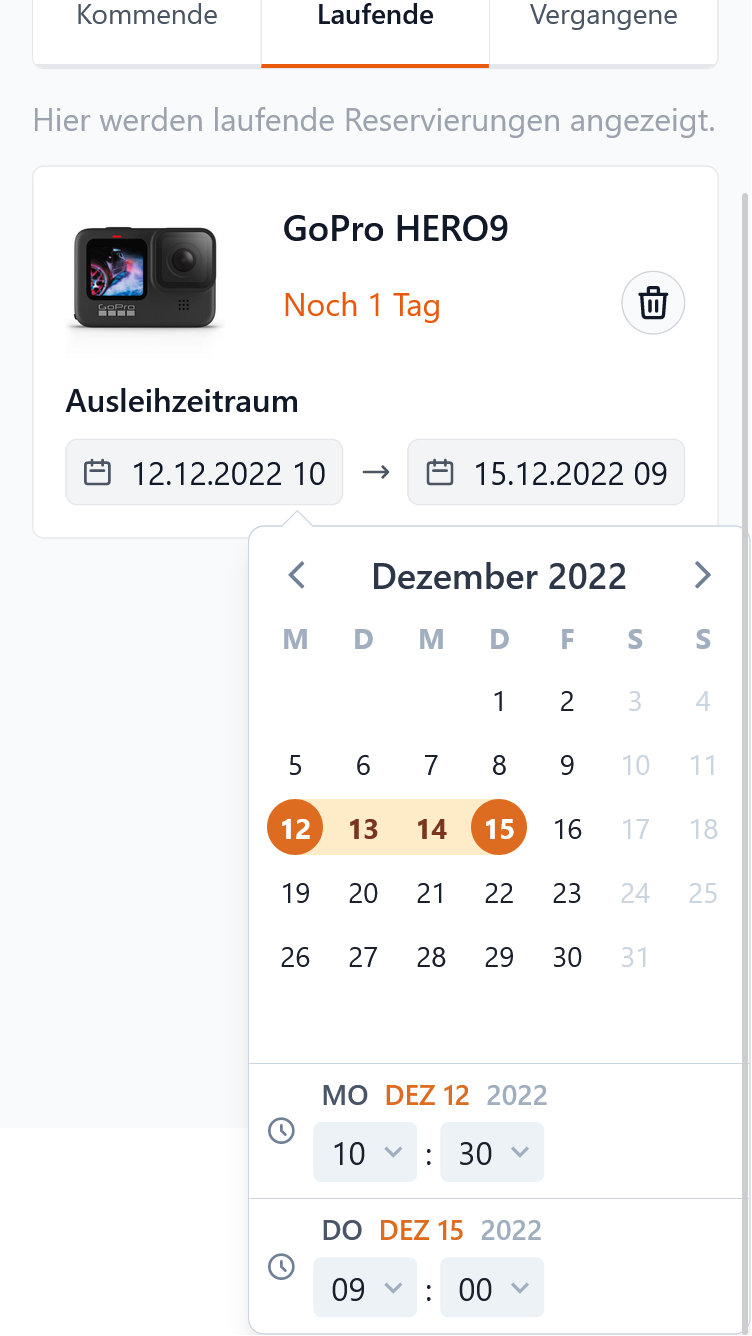 Kommende Laufende Vergangene
Hier werden laufende Reservierungen angezeigt.
GoPro HERO9
GoPro
Noch 1 Tag
Ausleihzeitraum
12.12.2022 10 → 15.12.2022 09
Dezember 2022
M D M D F S S
1 2 3 4
5 6 7 8 9 10 11
12 13 14 15 16 17 18
19 20 21 22 23 24 25
26 27 28 29 30 31
MO DEZ 12 2022
10 : 30
DO DEZ 15 2022
09 : 00